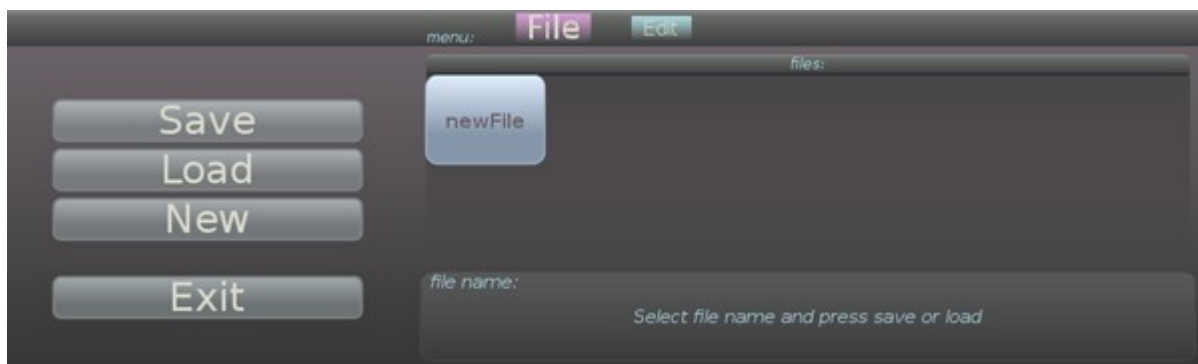 menu: File Edit
files:
newFile
Save
Load
New
Exit
file name:
Select file name and press save or load